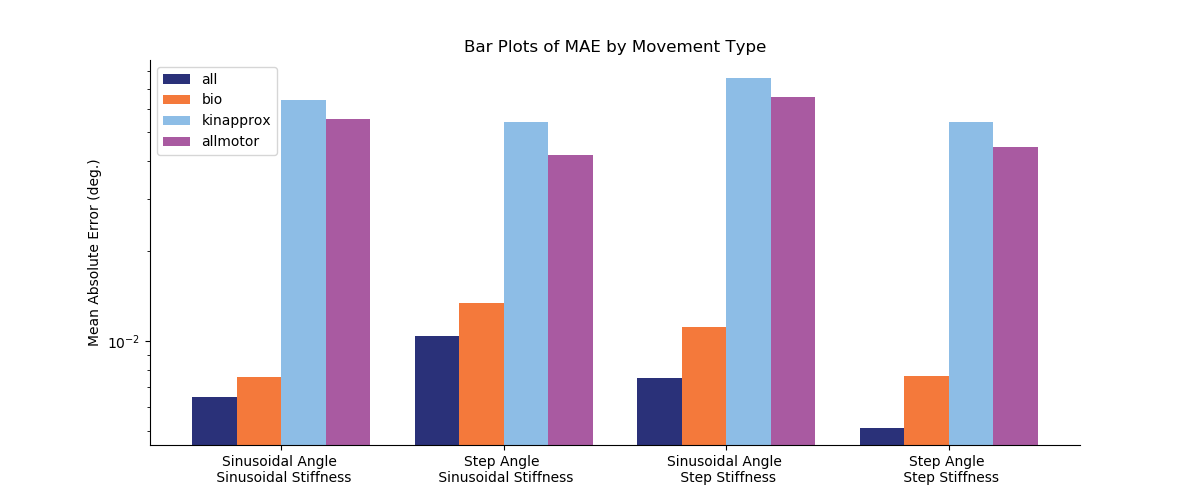 Bar Plots of MAE by Movement Type
all
bio
kinapprox
allmotor
Mean Absolute Error (deg.)
10⁻²
Sinusoidal Angle
Sinusoidal Stiffness
Step Angle
Sinusoidal Stiffness
Sinusoidal Angle
Step Stiffness
Step Angle
Step Stiffness